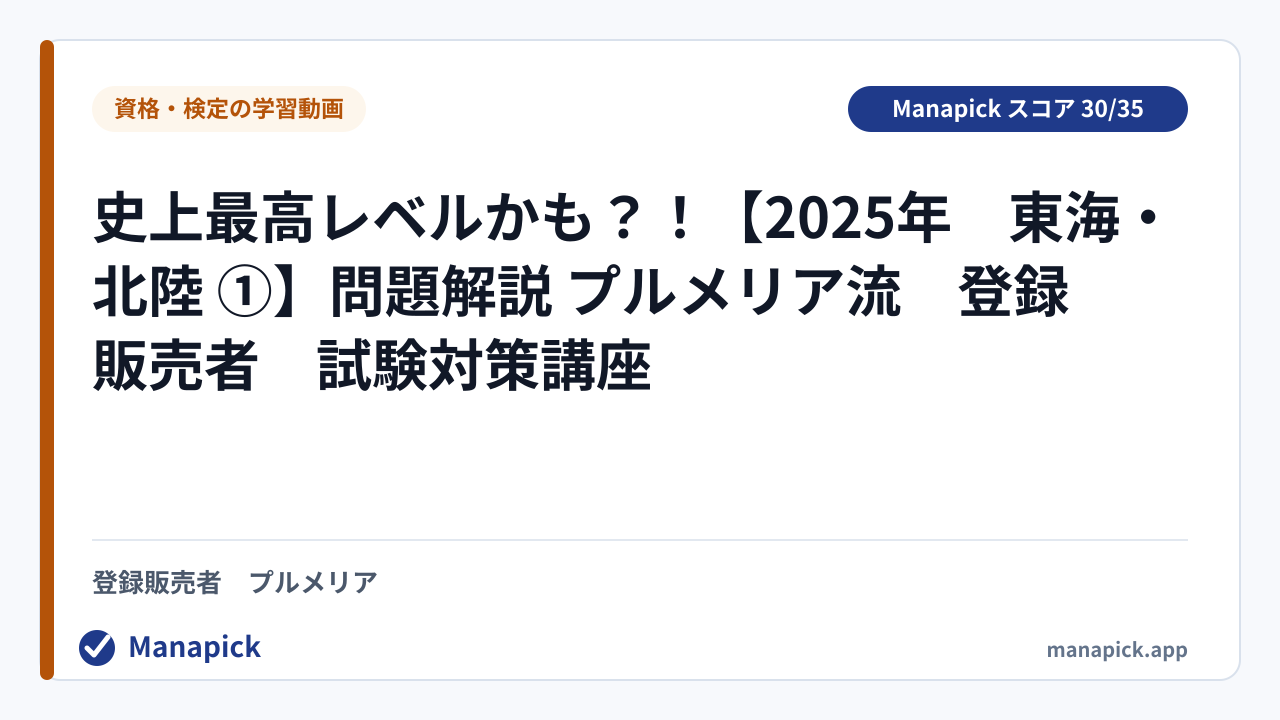 資格・検定の学習動画
Manapick スコア 30/35
史上最高レベルかも？！【2025年　東海・
北陸 ①】問題解説 プルメリア流　登録
販売者　試験対策講座
登録販売者　プルメリア
Manapick
manapick.app